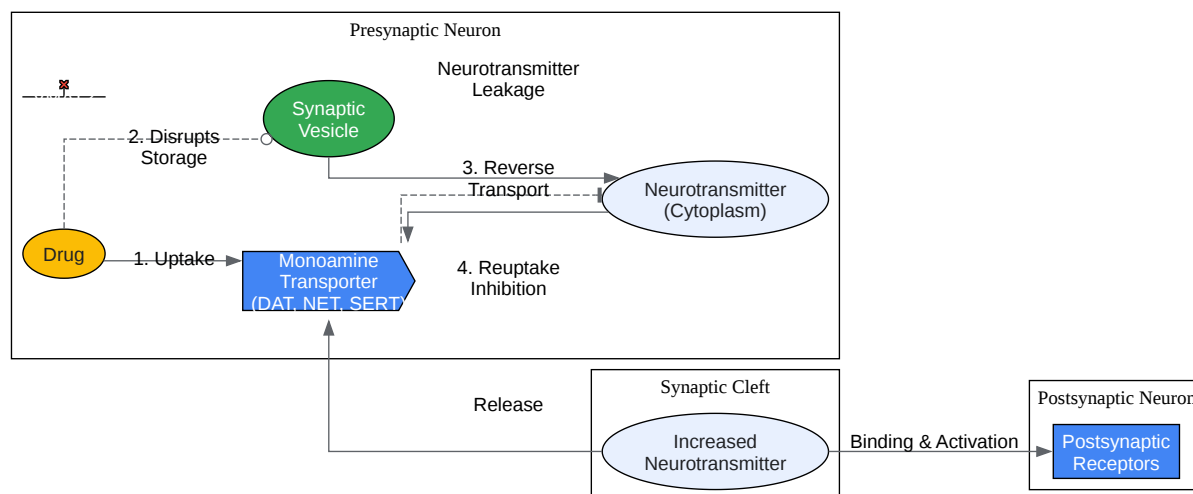 Presynaptic Neuron
Neurotransmitter
Leakage
Synaptic
Vesicle
2. Disrupts
Storage
3. Reverse
Transport
Neurotransmitter
(Cytoplasm)
Drug
1. Uptake
Monoamine
Transporter
(DAT, NET, SERT)
4. Reuptake
Inhibition
Synaptic Cleft
Postsynaptic Neuron
Release
Increased
Neurotransmitter
Binding & Activation
Postsynaptic
Receptors